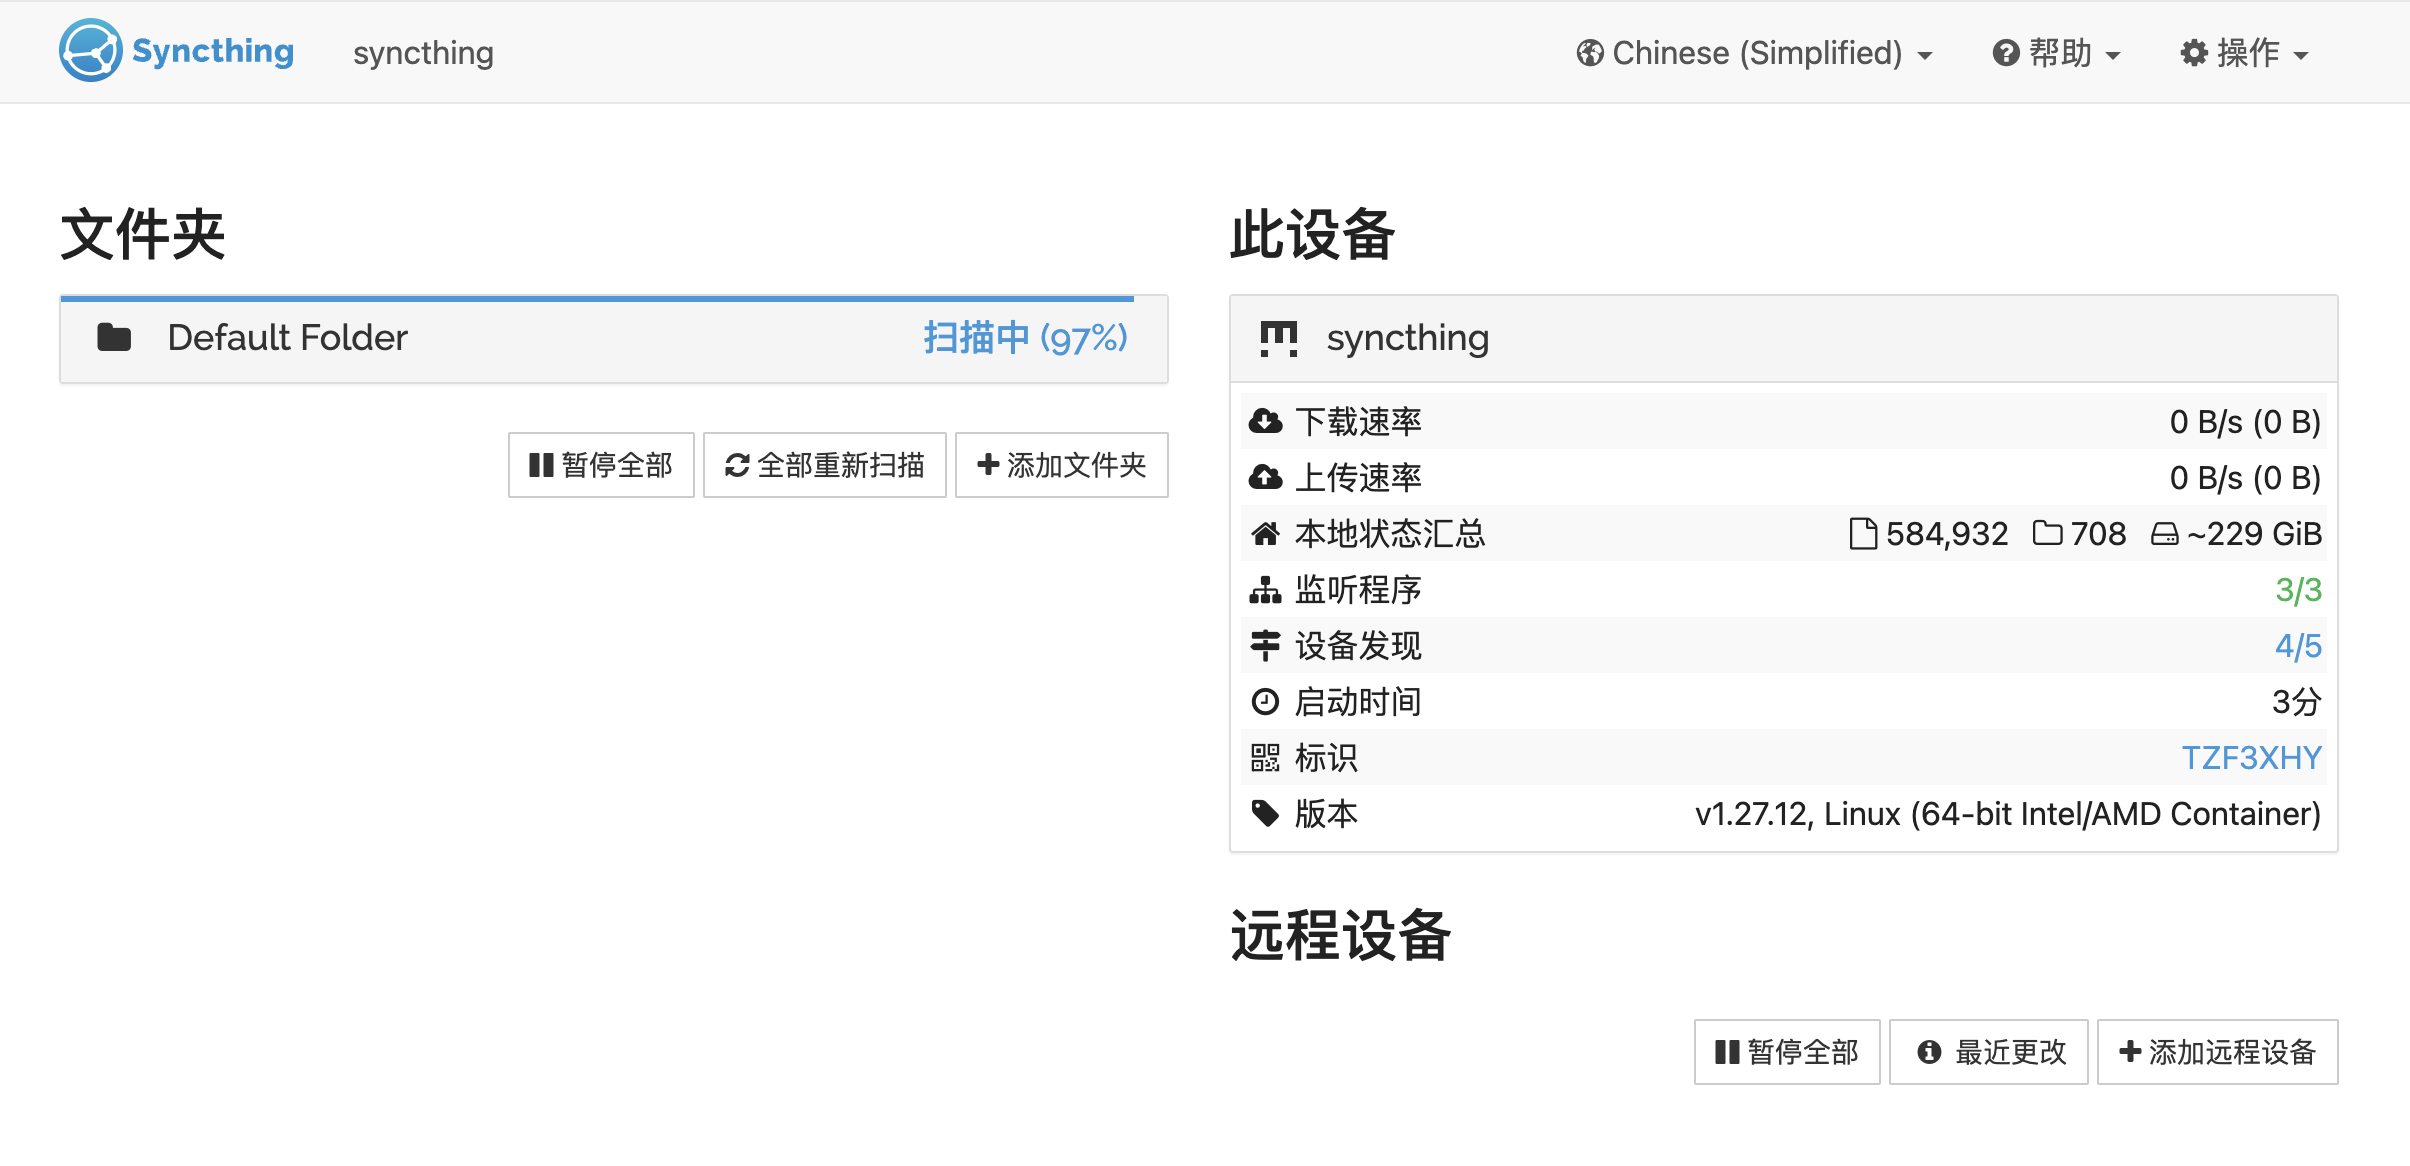 Syncthing syncthing Chinese (Simplified) 帮助 操作
文件夹
Default Folder 扫描中 (97%)
暂停全部 全部重新扫描 添加文件夹
此设备
syncthing
下载速率 0 B/s (0 B)
上传速率 0 B/s (0 B)
本地状态汇总 584,932 708 ~229 GiB
监听程序 3/3
设备发现 4/5
启动时间 3分
标识 TZF3XHY
版本 v1.27.12, Linux (64-bit Intel/AMD Container)
远程设备
暂停全部 最近更改 添加远程设备